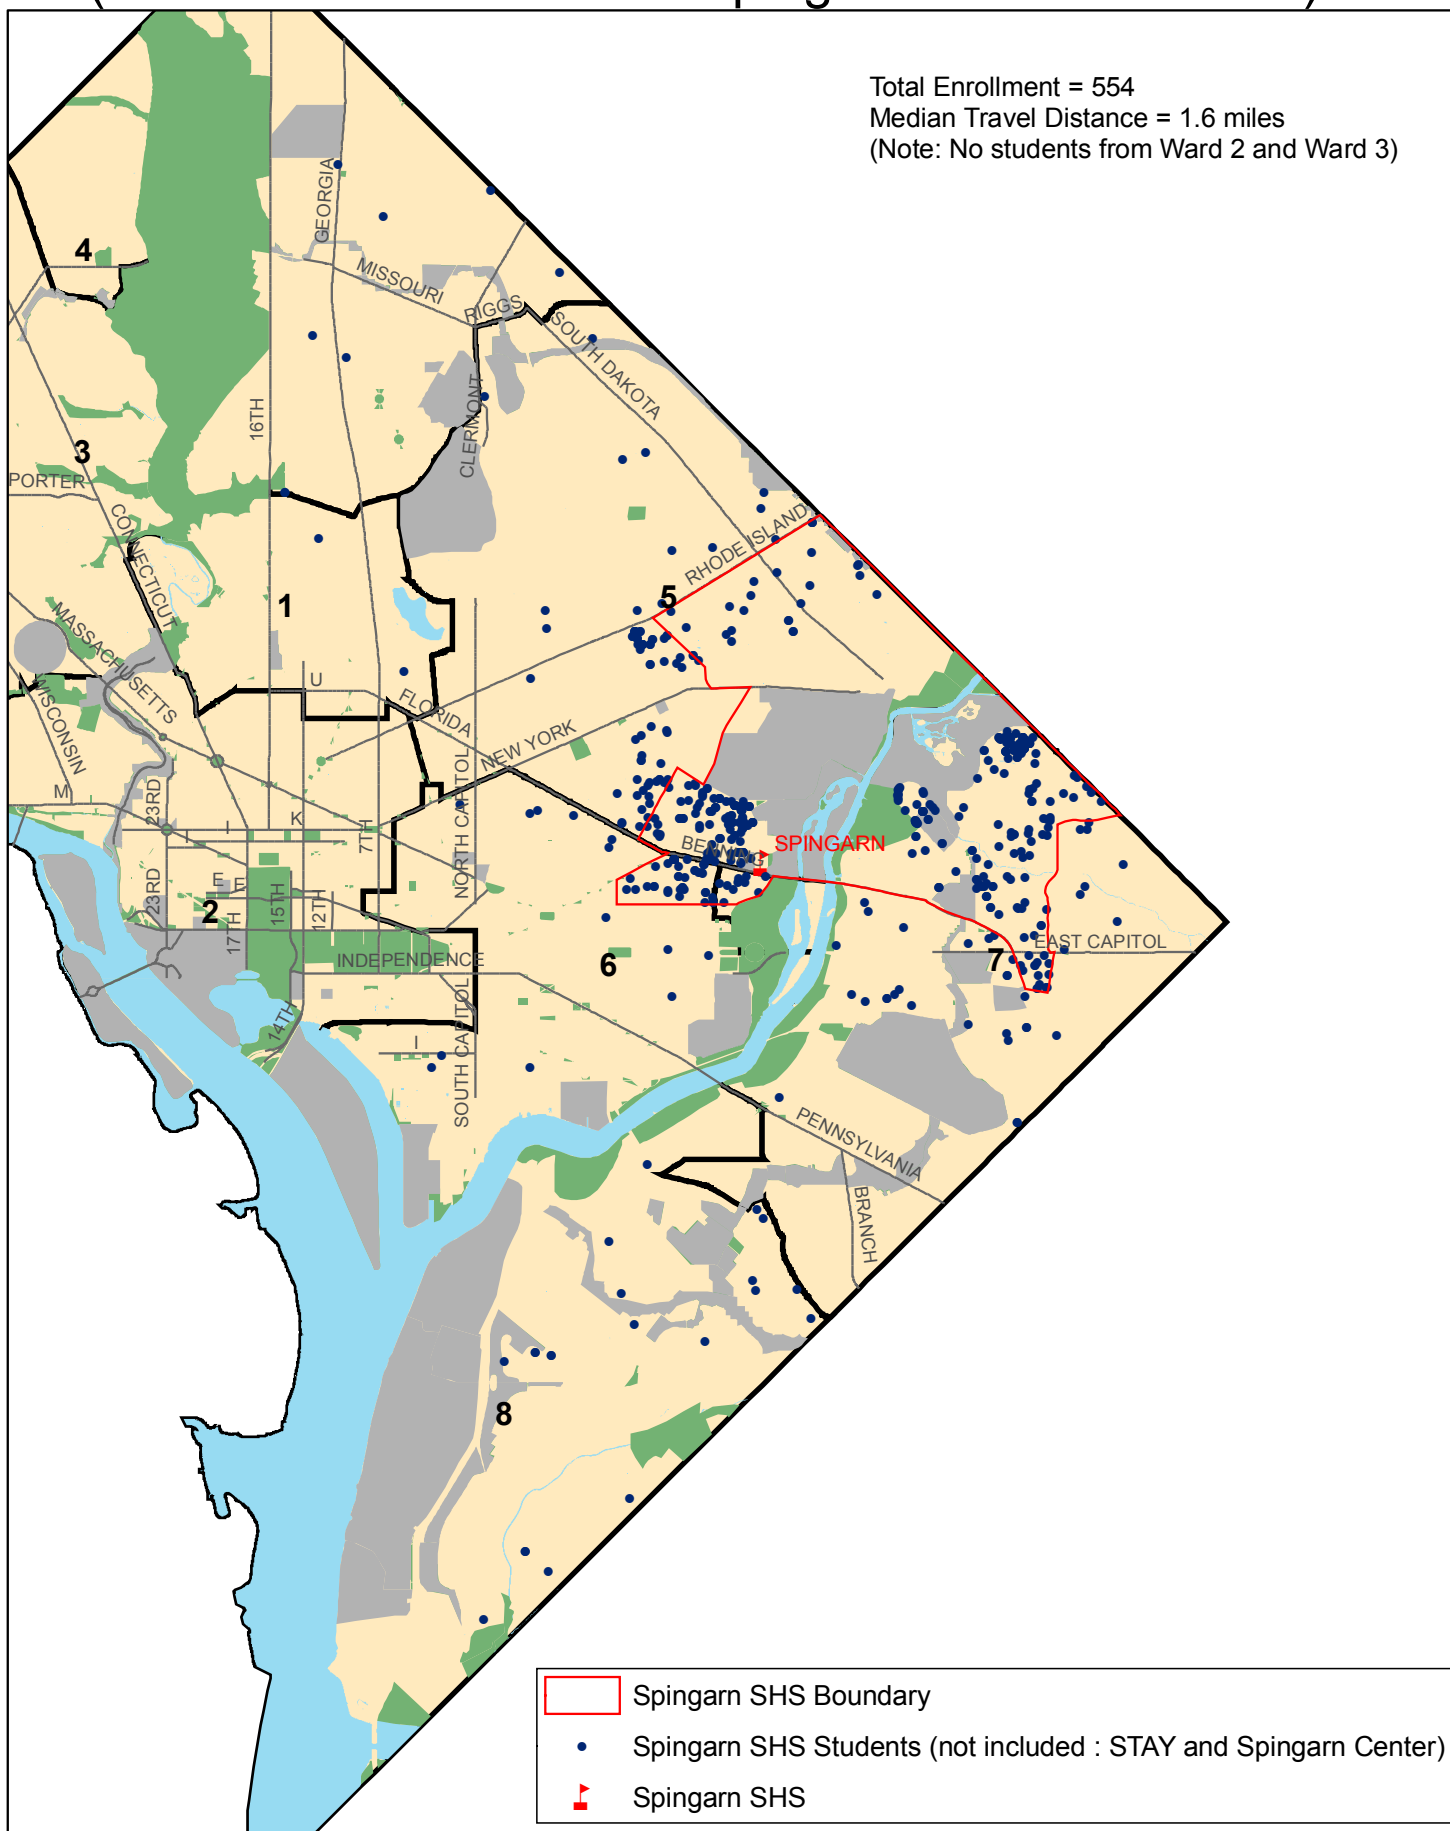 Total Enrollment = 554
Median Travel Distance = 1.6 miles
(Note: No students from Ward 2 and Ward 3)
GEORGIA
4
MISSOURI
RIGGS
SOUTH DAKOTA
16TH
CLERMONT
3
PORTER
CONNECTICUT
RHODE ISLAND
5
1
MASSACHUSETTS
WISCONSIN
U
FLORIDA
NEW YORK
NORTH CAPITOL
M
23RD
I
K
I
7TH
BENNING
SPINGARN
E
E
23RD
2
17TH
15TH
12TH
INDEPENDENCE
6
7
EAST CAPITOL
14TH
I
SOUTH CAPITOL
PENNSYLVANIA
BRANCH
8
Spingarn SHS Boundary
Spingarn SHS Students (not included : STAY and Spingarn Center)
Spingarn SHS